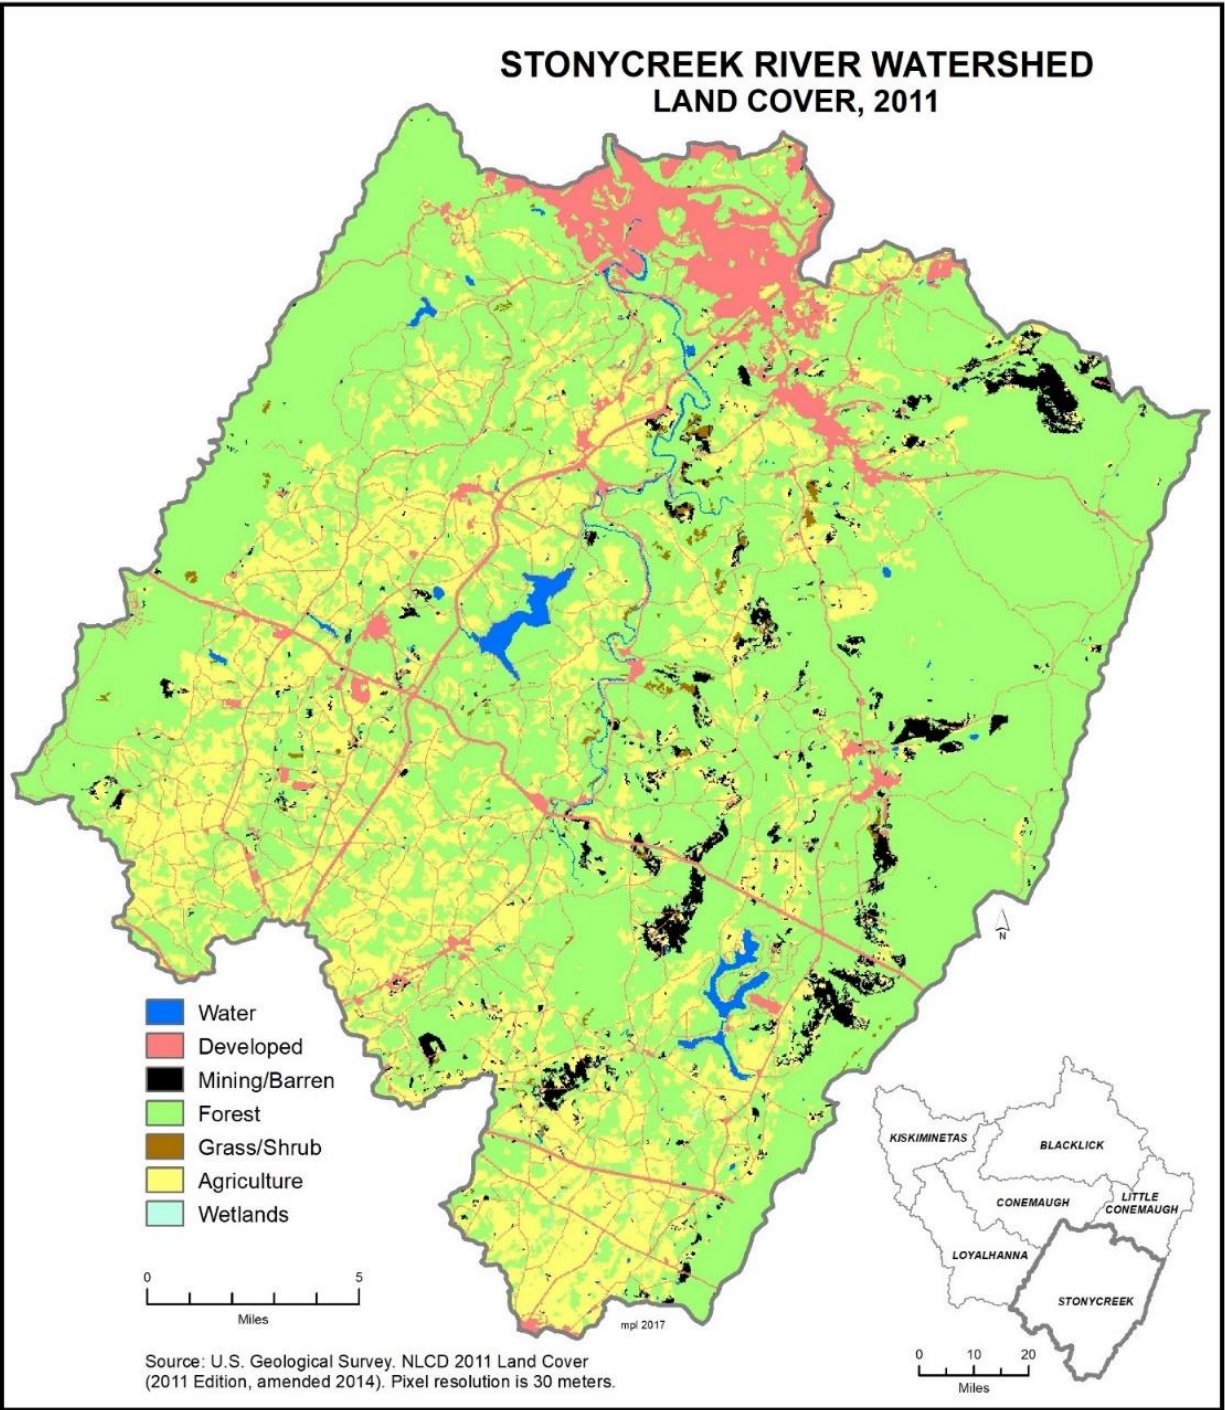 STONYCREEK RIVER WATERSHED
LAND COVER, 2011
N
Water
Developed
Mining/Barren
Forest
Grass/Shrub
Agriculture
Wetlands
0 5
Miles
mpl 2017
Source: U.S. Geological Survey. NLCD 2011 Land Cover
(2011 Edition, amended 2014). Pixel resolution is 30 meters.
KISKIMINETAS
BLACKLICK
CONEMAUGH
LITTLE
CONEMAUGH
LOYALHANNA
STONYCREEK
0 10 20
Miles